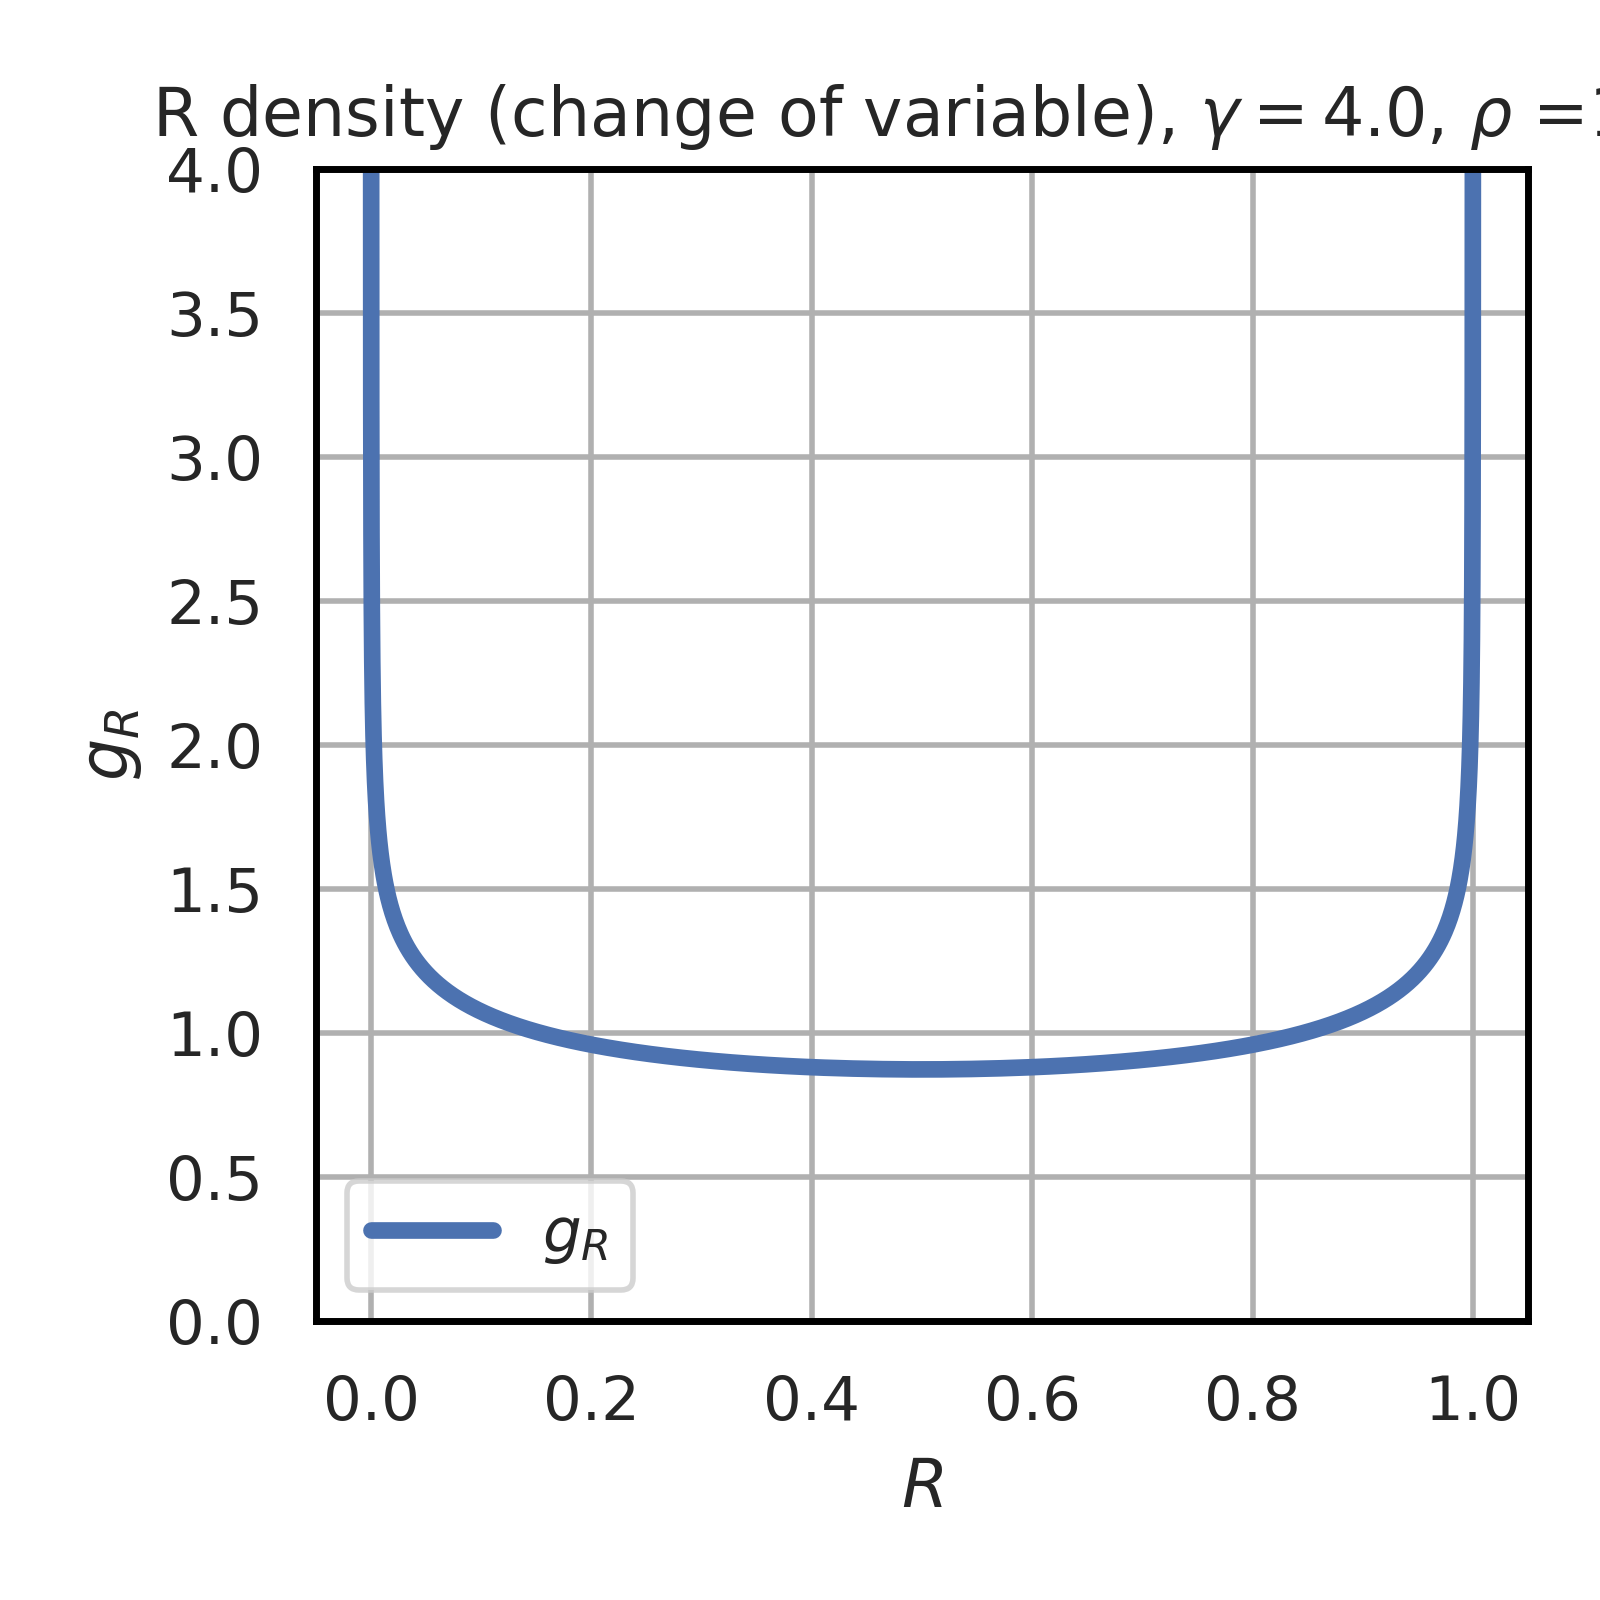 R density (change of variable), γ = 4.0, ρ =
4.0
3.5
3.0
2.5
2.0
1.5
1.0
0.5
0.0
g_R
g_R
0.0 0.2 0.4 0.6 0.8 1.0
R